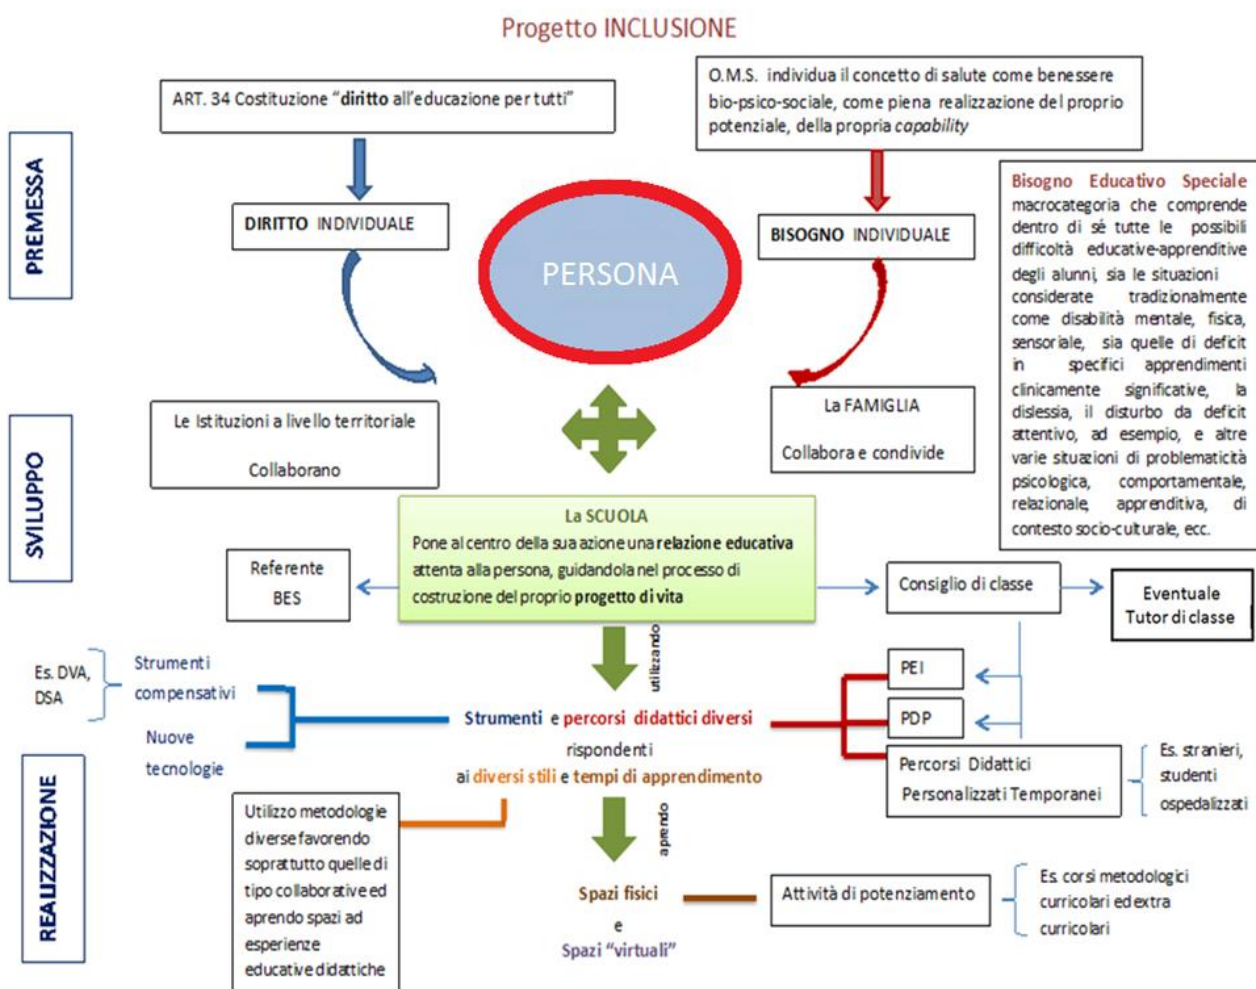 Progetto INCLUSIONE
ART. 34 Costituzione "diritto all'educazione per tutti"
O.M.S. individua il concetto di salute come benessere
bio-psico-sociale, come piena realizzazione del proprio
potenziale, della propria capability
PREMESSA
DIRITTO INDIVIDUALE
PERSONA
BISOGNO INDIVIDUALE
Bisogno Educativo Speciale
macrocategoria che comprende
dentro di sé tutte le possibili
difficoltà educative-apprenditive
degli alunni, sia le situazioni
considerate tradizionalmente
come disabilità mentale, fisica,
sensoriale, sia quelle di deficit
in specifici apprendimenti
clinicamente significative, la
dislessia, il disturbo da deficit
attentivo, ad esempio, e altre
varie situazioni di problematicità
psicologica, comportamentale,
relazionale, apprenditiva, di
contesto socio-culturale, ecc.
SVILUPPO
Le Istituzioni a livello territoriale
Collaborano
La FAMIGLIA
Collabora e condivide
La SCUOLA
Pone al centro della sua azione una relazione educativa
attenta alla persona, guidandola nel processo di
costruzione del proprio progetto di vita
Referente
BES
Consiglio di classe
Eventuale
Tutor di classe
utilizzando
REALIZZAZIONE
Es. DVA,
DSA
Strumenti
compensativi
Nuove
tecnologie
Strumenti e percorsi didattici diversi
rispondenti
ai diversi stili e tempi di apprendimento
PEI
PDP
Percorsi Didattici
Personalizzati Temporanei
Es. stranieri,
studenti
ospedalizzati
Utilizzo metodologie
diverse favorendo
soprattutto quelle di
tipo collaborative ed
aprendo spazi ad
esperienze
educative didattiche
aprendo
Spazi fisici
e
Spazi "virtuali"
Attività di potenziamento
Es. corsi metodologici
curricolari ed extra
curricolari